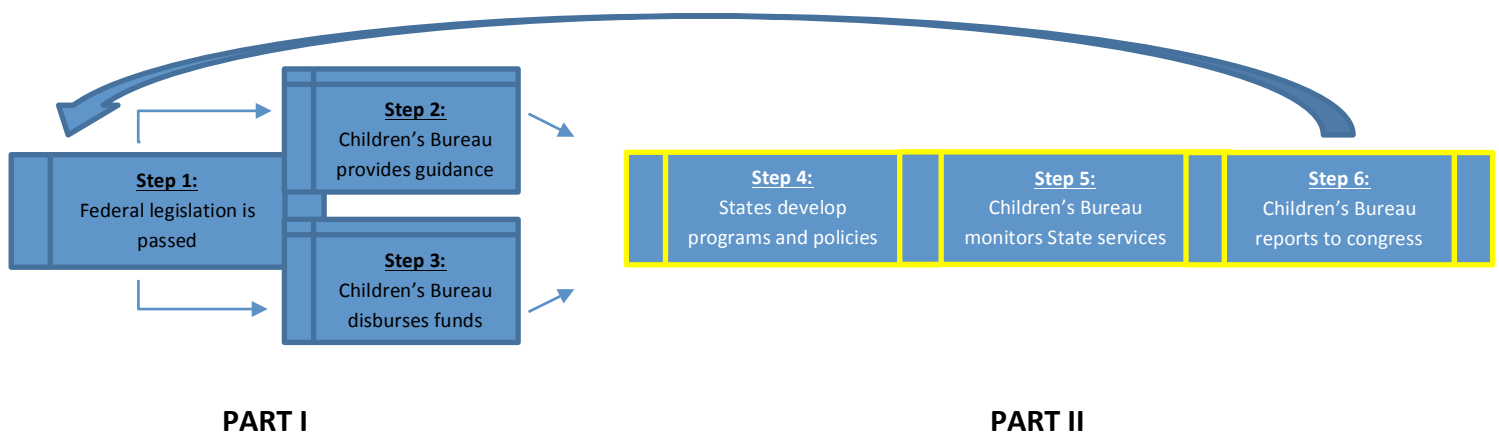 Step 1:
Federal legislation is
passed
Step 2:
Children's Bureau
provides guidance
Step 3:
Children's Bureau
disburses funds
Step 4:
States develop
programs and policies
Step 5:
Children's Bureau
monitors State services
Step 6:
Children's Bureau
reports to congress
PART I
PART II